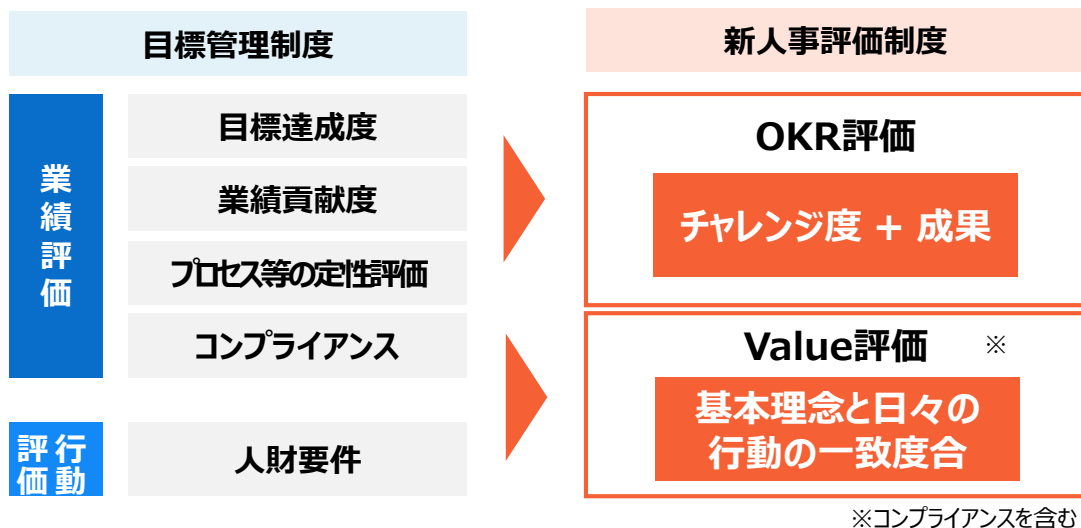 目標管理制度
新人事評価制度
業績評価
目標達成度
業績貢献度
プロセス等の定性評価
コンプライアンス
行動評価
人財要件
OKR評価
チャレンジ度 + 成果
Value評価 ※
基本理念と日々の
行動の一致度合
※コンプライアンスを含む